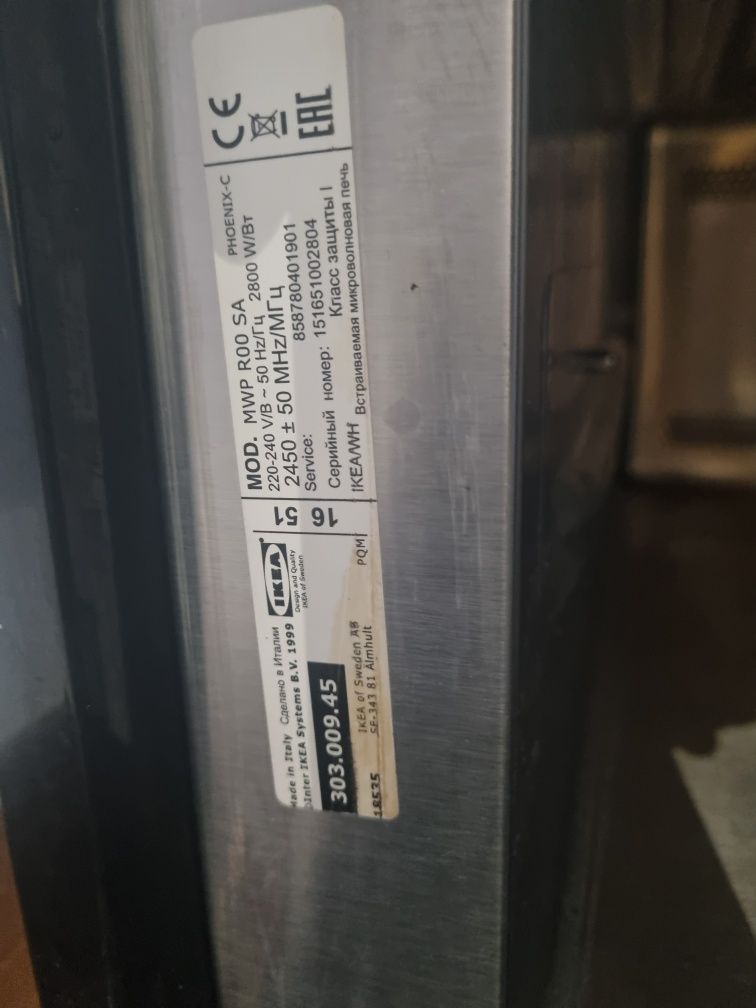 MOD. MWP R00 SA PHOENIX-C
220-240 V/В ~ 50 Hz/Гц 2800 W/Вт
2450 ± 50 MHz/МГц
Service: 858780401901
Серийный номер: 151651002804
Класс защиты I
IKEA/WH Встраиваемая микроволновая печь
CE
EAC
51
16
IKEA®
Design and Quality
IKEA of Sweden
PQM
Made in Italy Сделано в Италии
Inter IKEA Systems B.V. 1999
303.009.45
IKEA of Sweden AB
SE-343 81 Älmhult
18535